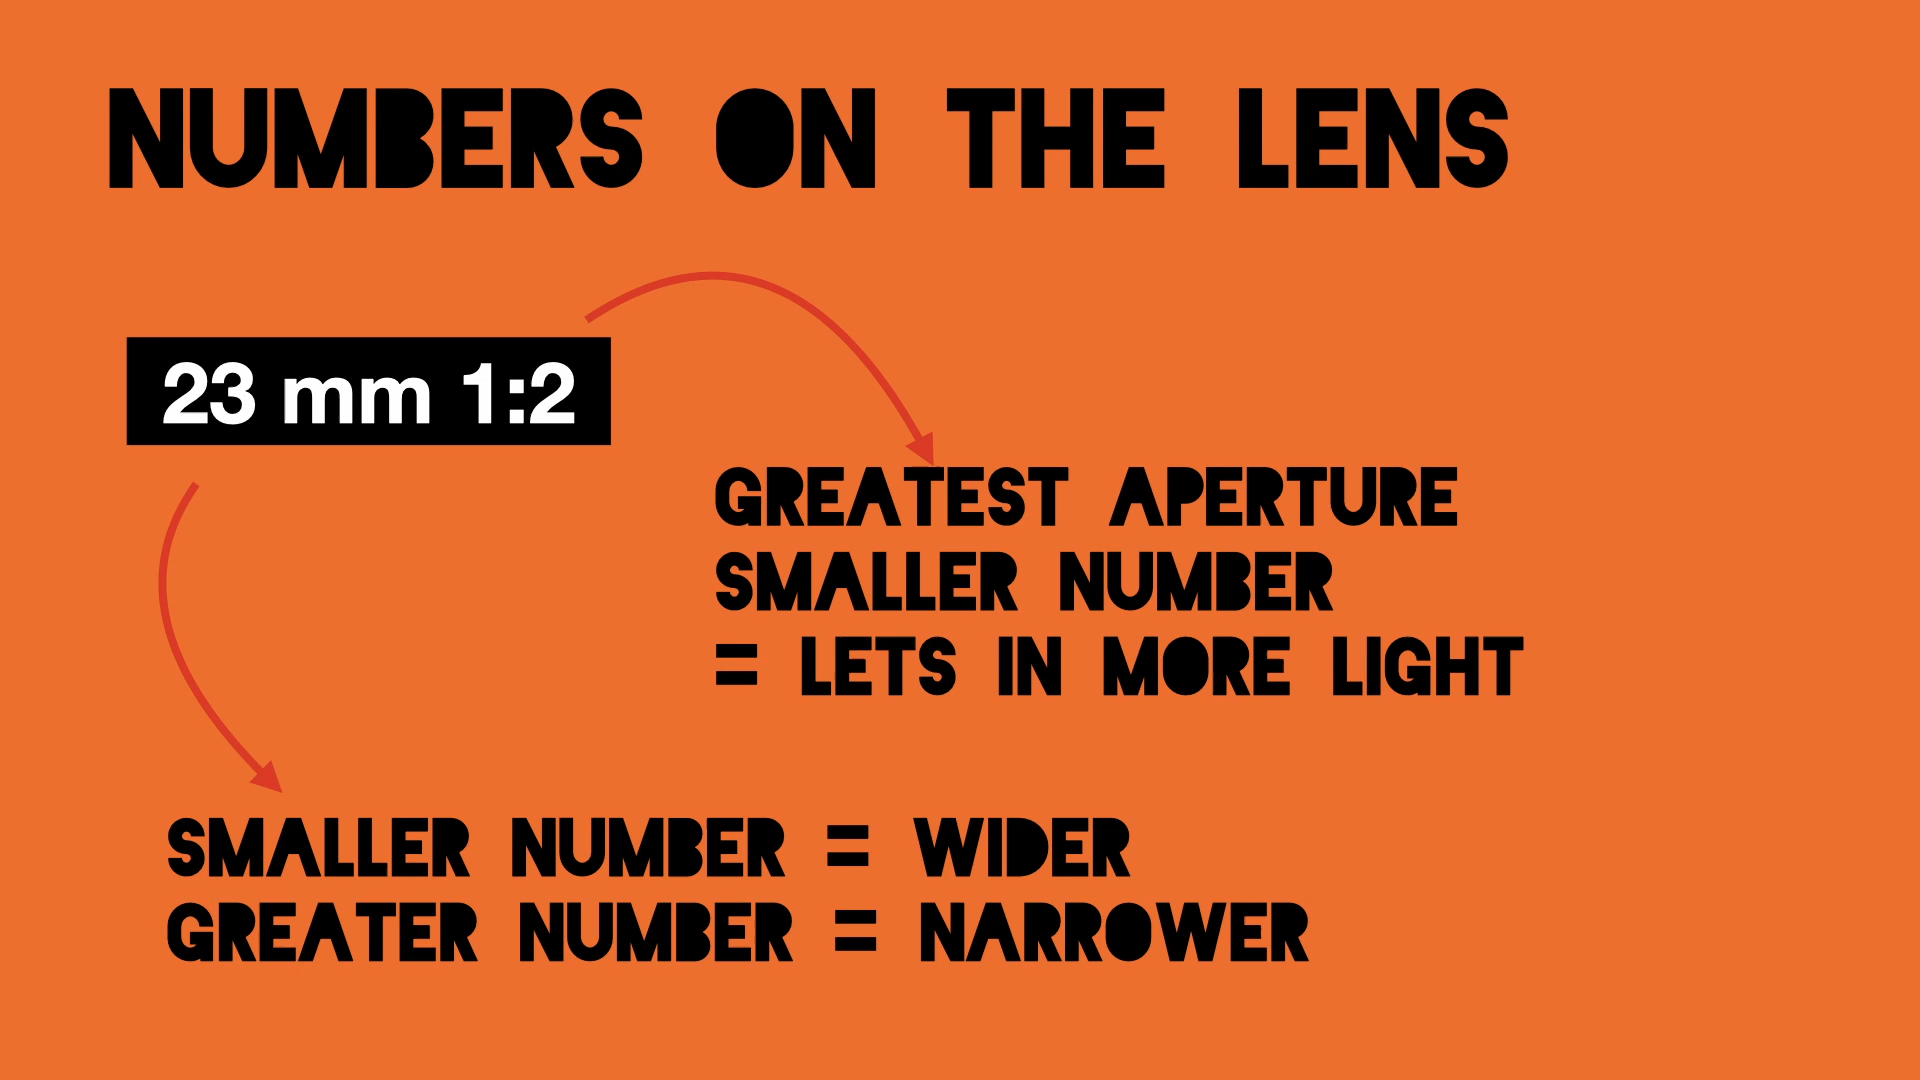 NUMBERS ON THE LENS
23 mm 1:2
GREATEST APERTURE
SMALLER NUMBER
= LETS IN MORE LIGHT
SMALLER NUMBER = WIDER
GREATER NUMBER = NARROWER